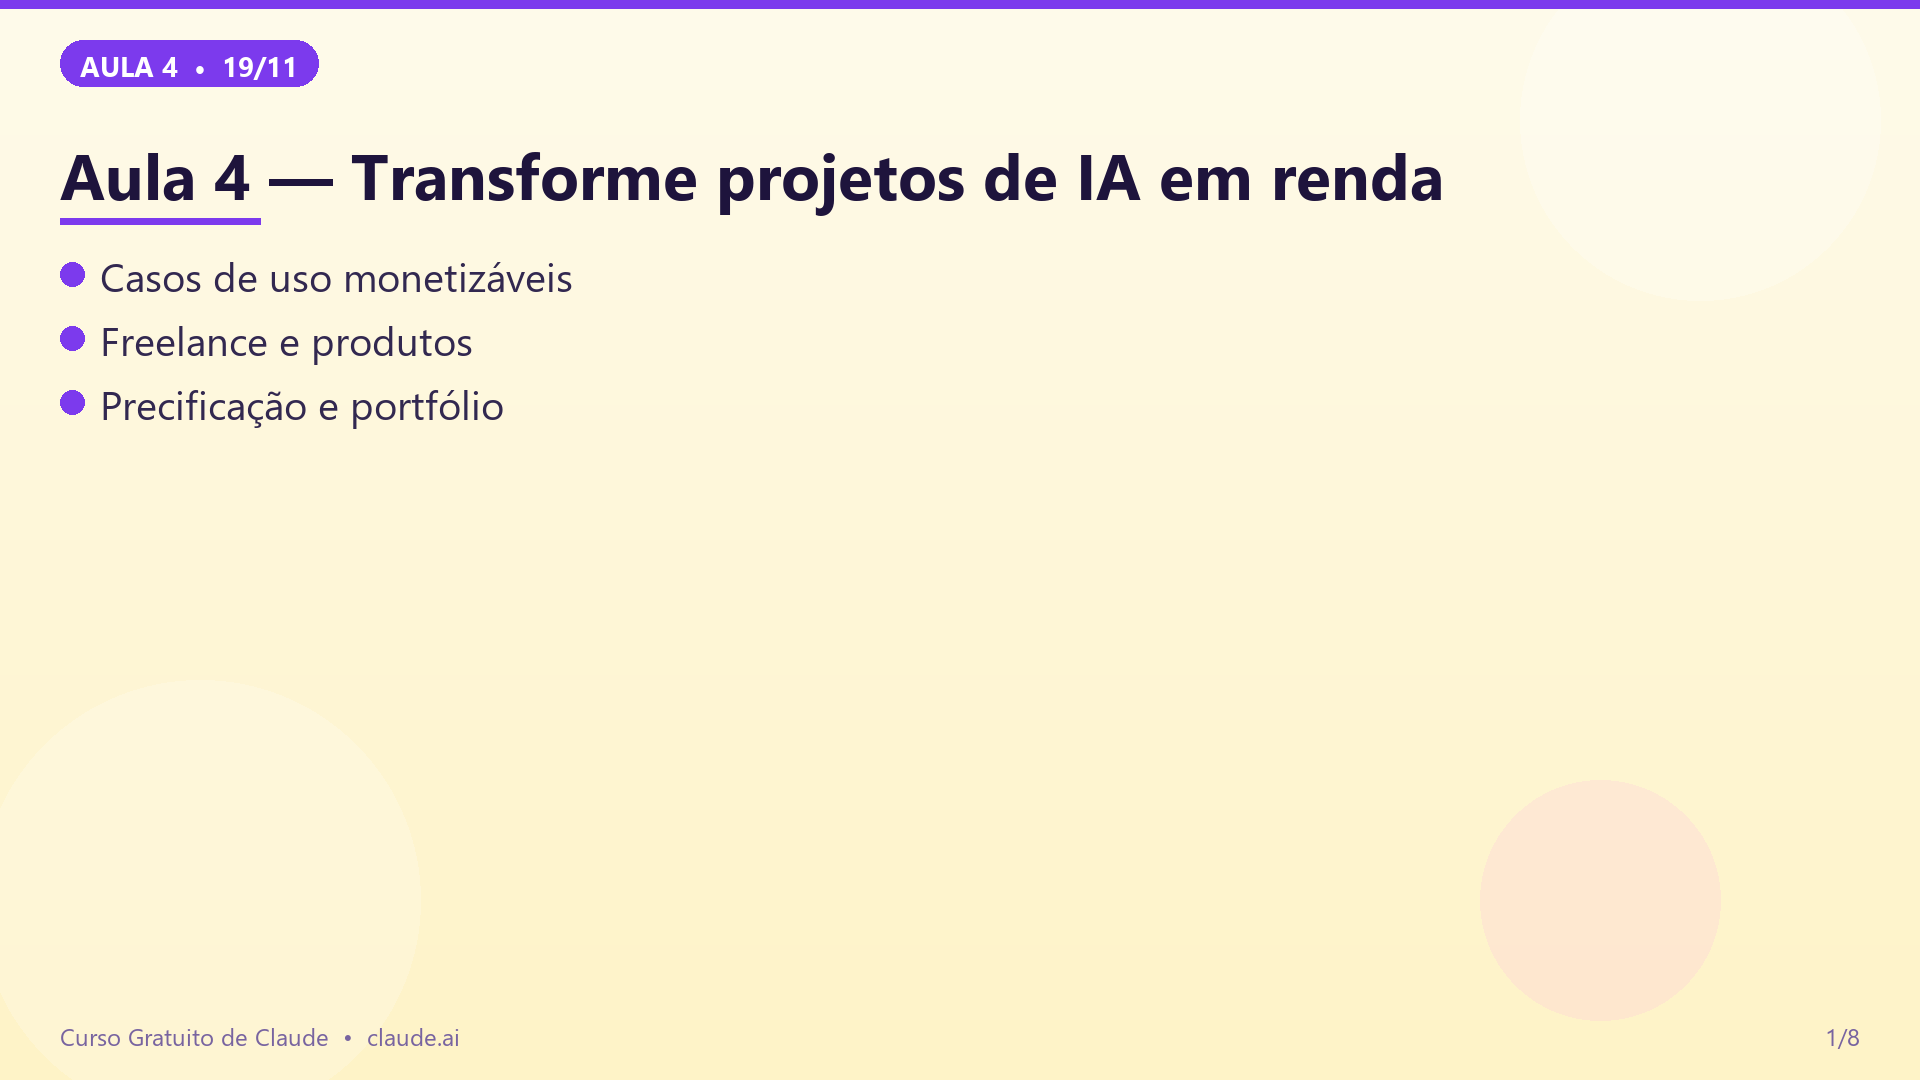 AULA 4 • 19/11
Aula 4 — Transforme projetos de IA em renda
Casos de uso monetizáveis
Freelance e produtos
Precificação e portfólio
Curso Gratuito de Claude • claude.ai
1/8